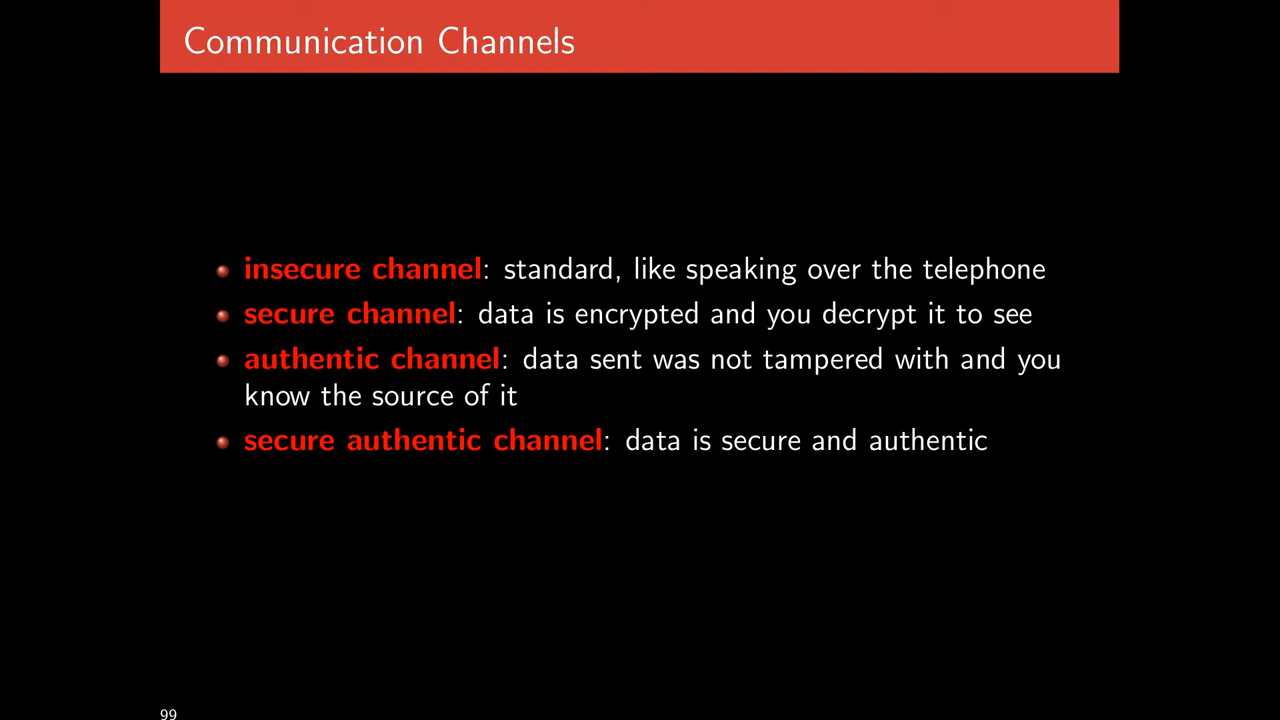 Communication Channels
insecure channel: standard, like speaking over the telephone
secure channel: data is encrypted and you decrypt it to see
authentic channel: data sent was not tampered with and you
know the source of it
secure authentic channel: data is secure and authentic
99